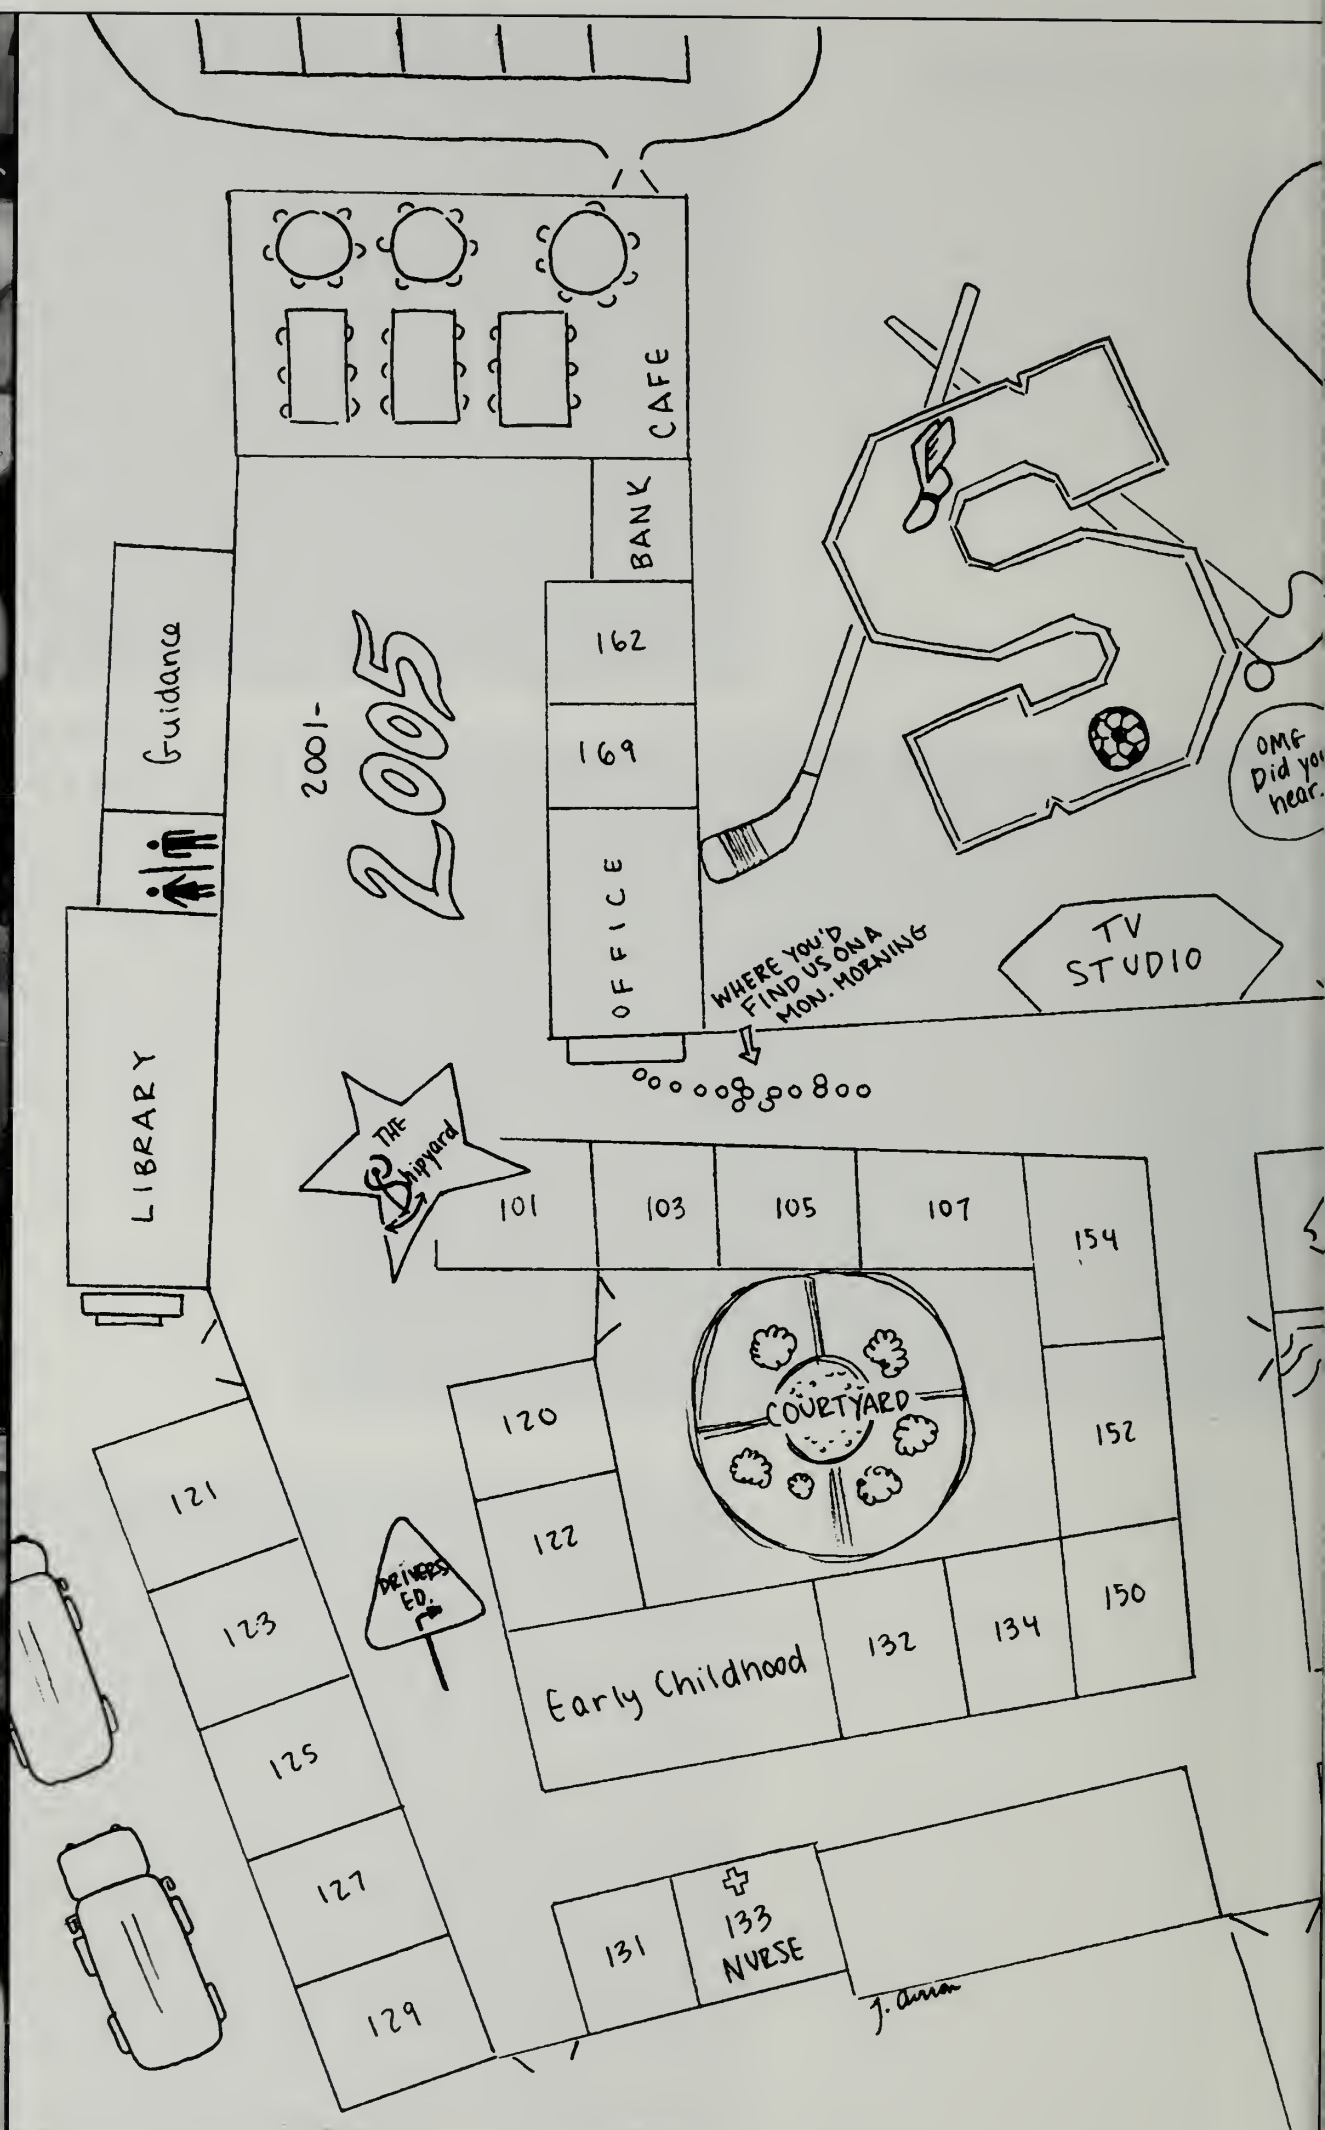 CAFE
BANK
Guidance
162
2001-
2005
169
OFFICE
OMG
Did you
hear.
WHERE YOU'D
FIND US ON A
MON. MORNING
TV
STUDIO
LIBRARY
THE
Shipyard
101
103
105
107
154
COURTYARD
120
152
121
122
DRIVERS
ED.
123
150
134
132
Early Childhood
125
127
133
NURSE
131
129